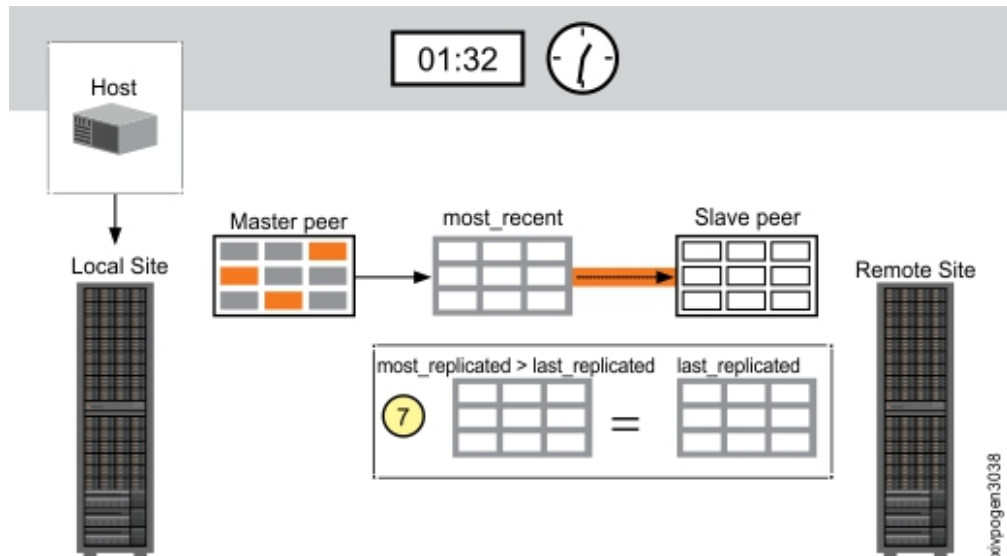 01:32
Host
Master peer
most_recent
Slave peer
Local Site
Remote Site
most_replicated > last_replicated
last_replicated
7
=
xivpogen3038